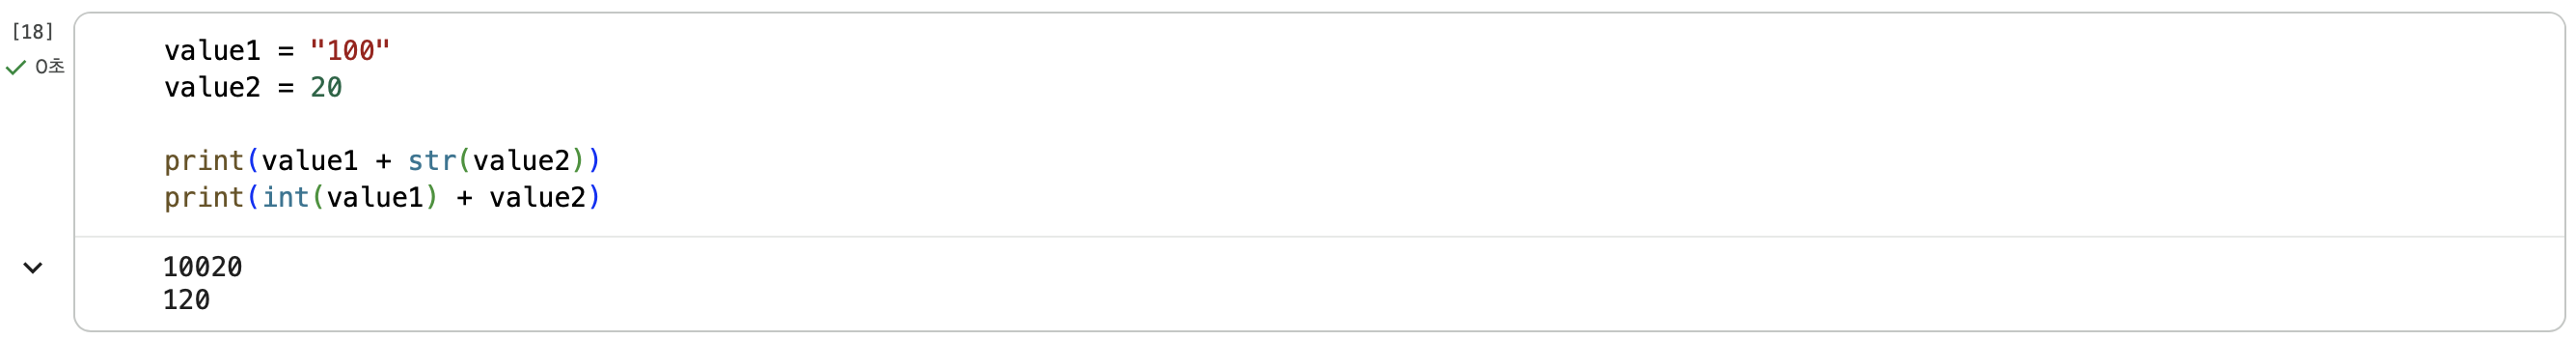 [18]
0초
value1 = "100"
value2 = 20
print(value1 + str(value2))
print(int(value1) + value2)
10020
120